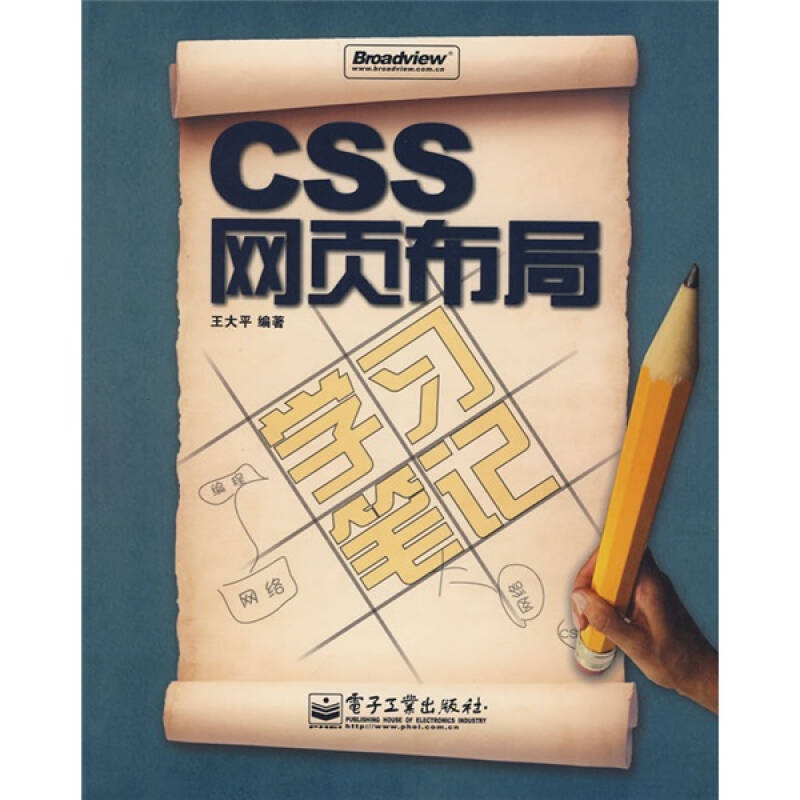 Broadview®
www.broadview.com.cn
CSS
网页布局
王大平 编著
学习
笔记
编程
网络
网络
CS
電子工業出版社
PUBLISHING HOUSE OF ELECTRONICS INDUSTRY
http://www.phei.com.cn